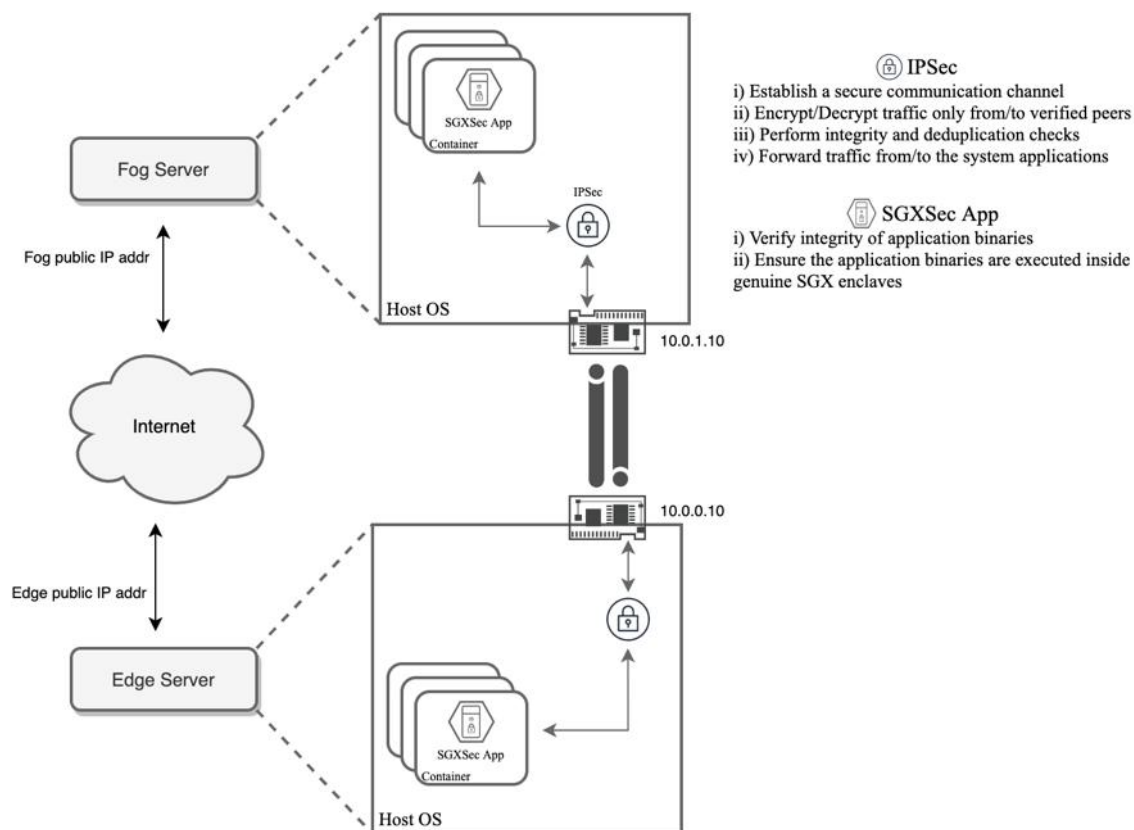 SGXSec App
Container
IPSec
Host OS
10.0.1.10
Fog Server
Fog public IP addr
Internet
Edge public IP addr
Edge Server
10.0.0.10
SGXSec App
Container
Host OS
IPSec
i) Establish a secure communication channel
ii) Encrypt/Decrypt traffic only from/to verified peers
iii) Perform integrity and deduplication checks
iv) Forward traffic from/to the system applications
SGXSec App
i) Verify integrity of application binaries
ii) Ensure the application binaries are executed inside
genuine SGX enclaves